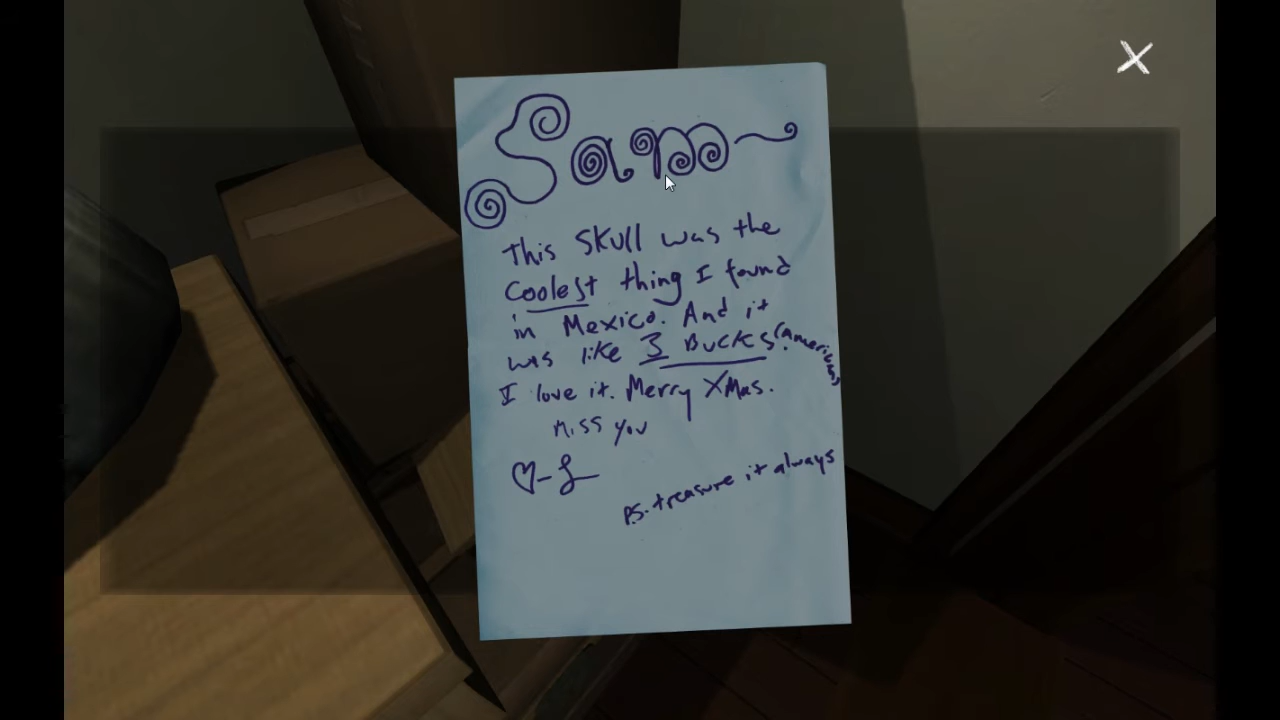 Sam
This SKull was the
Coolest thing I found
in Mexico. And it
was like 3 BUCKS. (American)
I love it. Merry XMas.
Miss you
♡-L
P.S. treasure it always